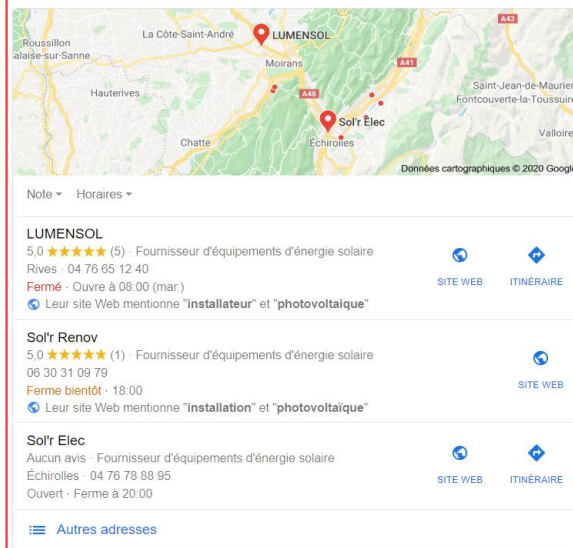 A43
La Côte-Saint-André
LUMENSOL
Roussillon
alaise-sur-Sanne
Moirans
A41
Hauterives
A48
Saint-Jean-de-Maurien
Fontcouverte-la-Toussuire
Sol'r Elec
Chatte
Échirolles
Valloire
Données cartographiques © 2020 Google
Note Horaires
LUMENSOL
5,0 ★★★★★ (5) · Fournisseur d'équipements d'énergie solaire
Rives · 04 76 65 12 40
Fermé · Ouvre à 08:00 (mar.)
Leur site Web mentionne "installateur" et "photovoltaique"
SITE WEB
ITINÉRAIRE
Sol'r Renov
5,0 ★★★★★ (1) · Fournisseur d'équipements d'énergie solaire
06 30 31 09 79
Ferme bientôt · 18:00
Leur site Web mentionne "installation" et "photovoltaïque"
SITE WEB
Sol'r Elec
Aucun avis · Fournisseur d'équipements d'énergie solaire
Échirolles · 04 76 78 88 95
Ouvert · Ferme à 20:00
SITE WEB
ITINÉRAIRE
Autres adresses